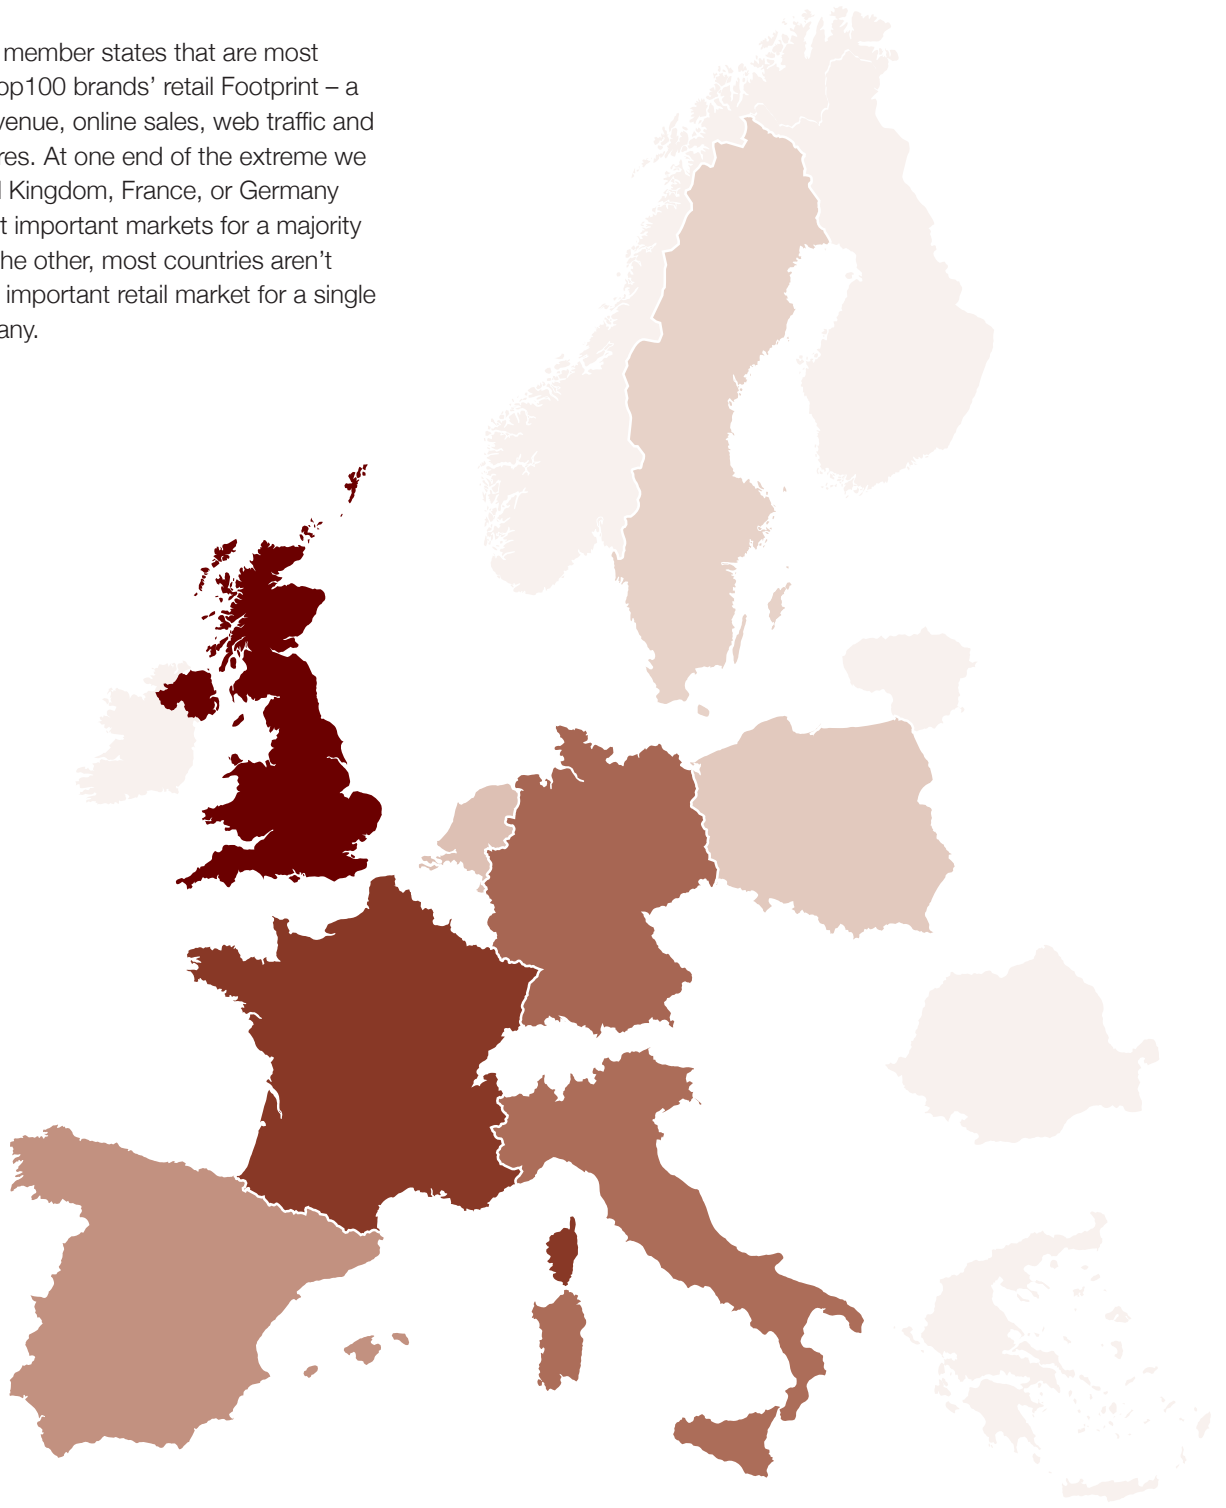 member states that are most
op100 brands’ retail Footprint – a
venue, online sales, web traffic and
res. At one end of the extreme we
Kingdom, France, or Germany
t important markets for a majority
he other, most countries aren’t
important retail market for a single
any.